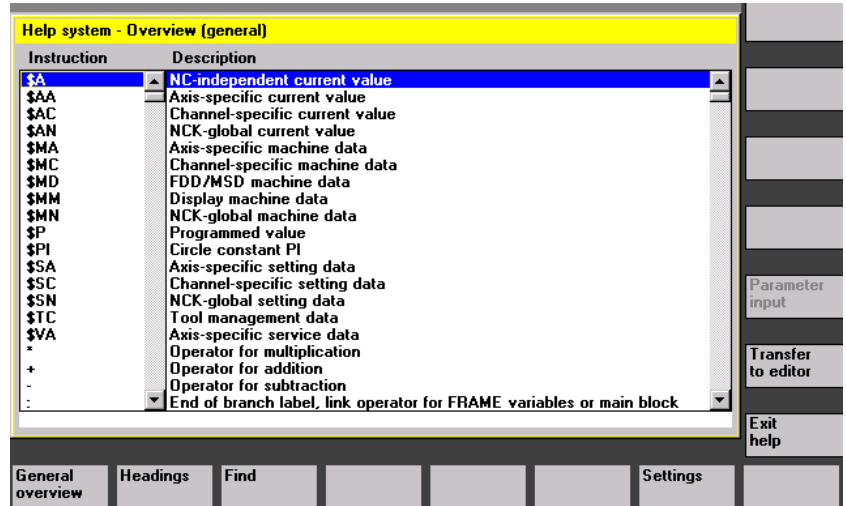 Help system - Overview (general)
Instruction Description
$A NC-independent current value
$AA Axis-specific current value
$AC Channel-specific current value
$AN NCK-global current value
$MA Axis-specific machine data
$MC Channel-specific machine data
$MD FDD/MSD machine data
$MM Display machine data
$MN NCK-global machine data
$P Programmed value
$PI Circle constant PI
$SA Axis-specific setting data
$SC Channel-specific setting data
$SN NCK-global setting data
$TC Tool management data
$VA Axis-specific service data
* Operator for multiplication
+ Operator for addition
- Operator for subtraction
: End of branch label, link operator for FRAME variables or main block
Parameter
input
Transfer
to editor
Exit
help
General
overview
Headings
Find
Settings